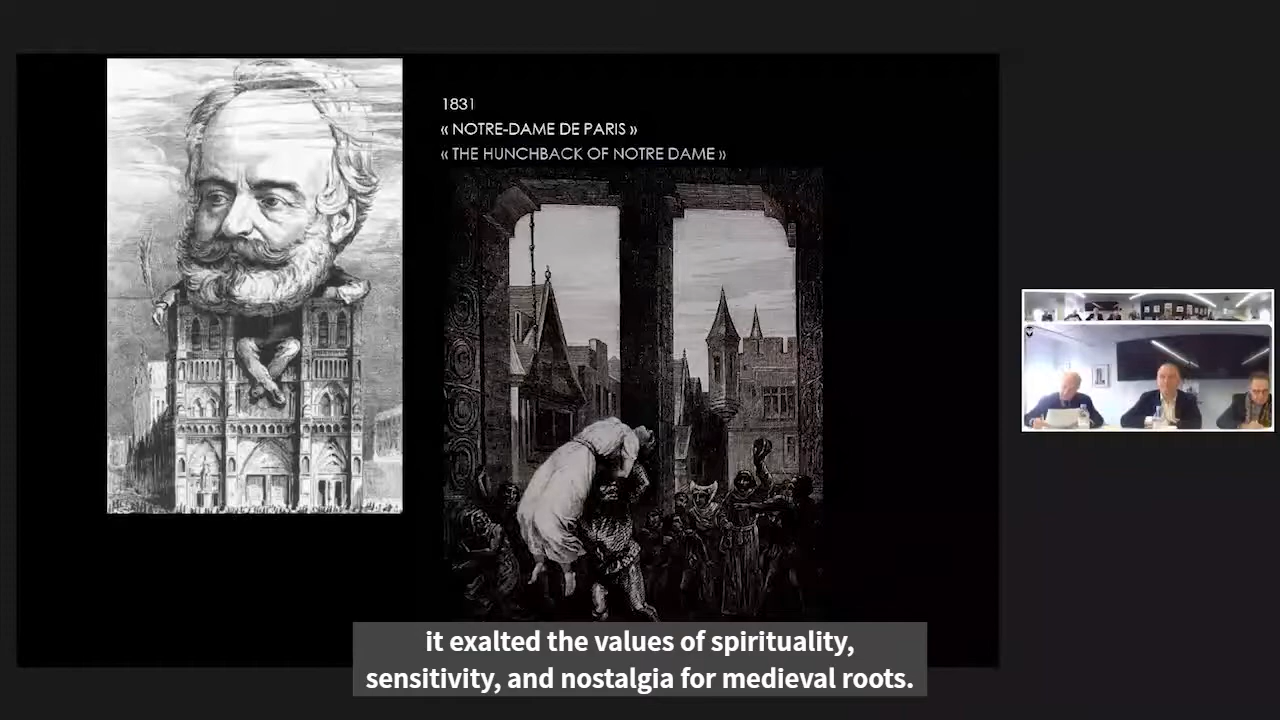 1831
« NOTRE-DAME DE PARIS »
« THE HUNCHBACK OF NOTRE DAME »
it exalted the values of spirituality,
sensitivity, and nostalgia for medieval roots.